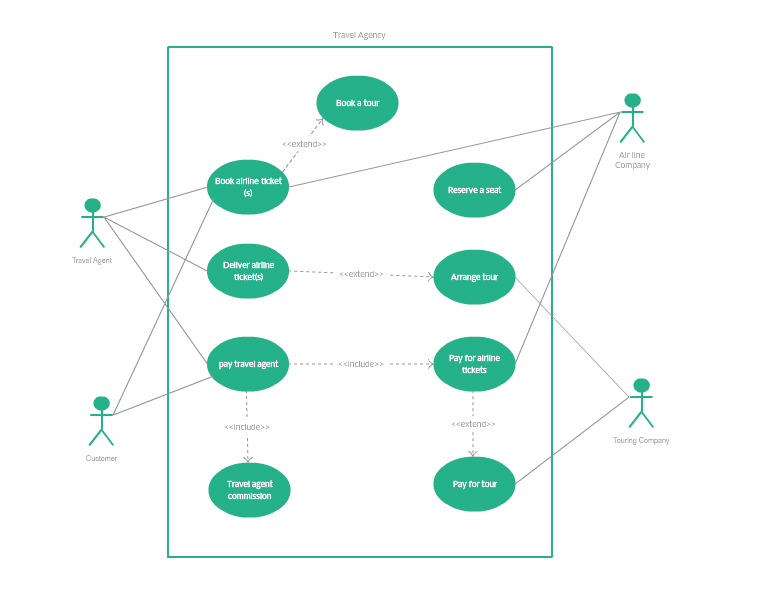 Travel Agency
Book a tour
<<extend>>
Air line
Company
Book airline ticket
(s)
Reserve a seat
Travel Agent
Deliver airline
ticket(s)
<<extend>>
Arrange tour
pay travel agent
<<include>>
Pay for airline
tickets
<<include>>
<<extend>>
Touring Company
Customer
Travel agent
commission
Pay for tour